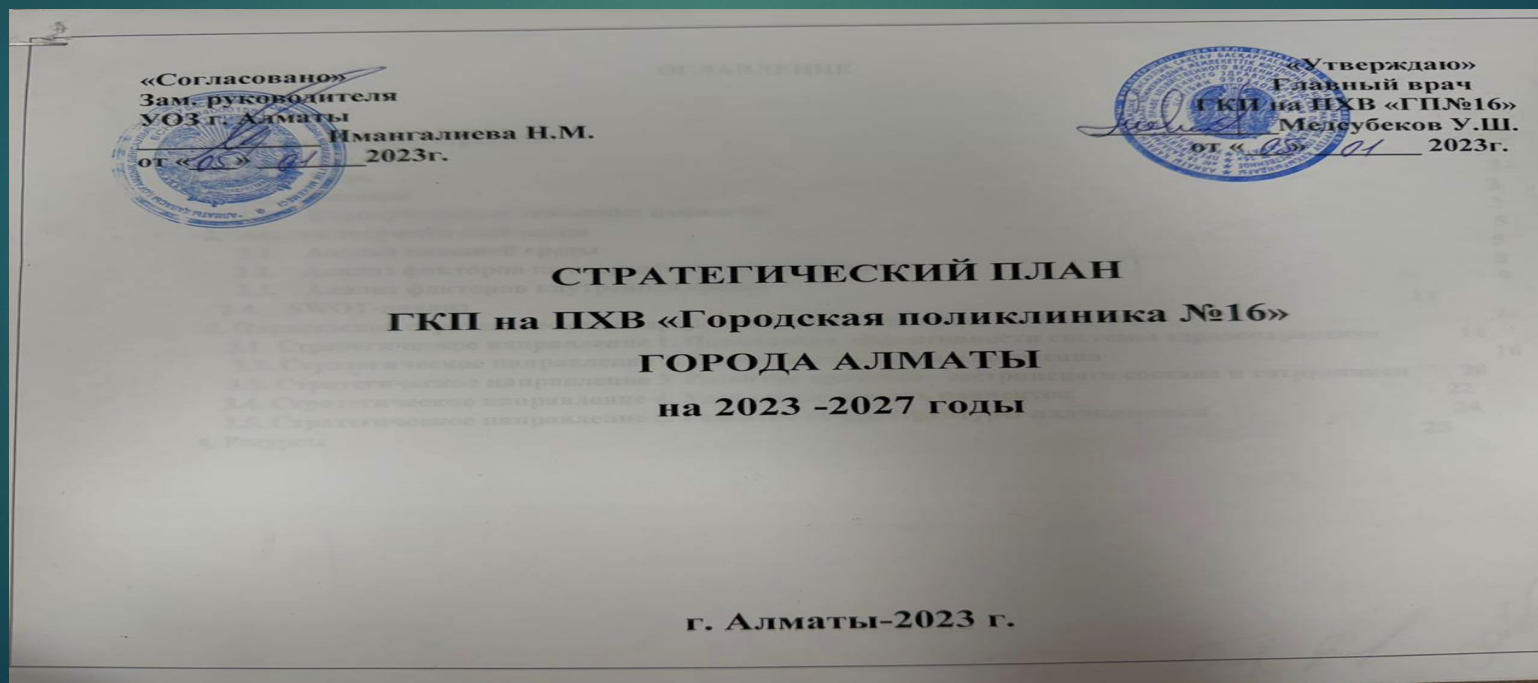 «Согласовано»
Зам. руководителя
УОЗ г. Алматы
Имангалиева Н.М.
от «05» 01 2023г.
«Утверждаю»
Главный врач
ГКП на ПХВ «ГП№16»
Медеубеков У.Ш.
от « 05» 01 2023г.
СТРАТЕГИЧЕСКИЙ ПЛАН
ГКП на ПХВ «Городская поликлиника №16»
ГОРОДА АЛМАТЫ
на 2023 -2027 годы
г. Алматы-2023 г.